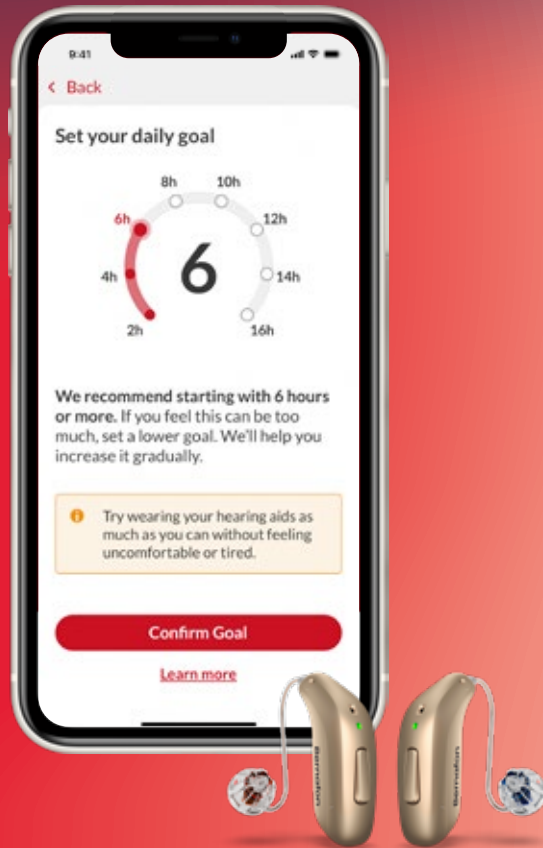 9:41
Back
Set your daily goal
8h 10h
6h 12h
6
4h 14h
2h 16h
We recommend starting with 6 hours
or more. If you feel this can be too
much, set a lower goal. We'll help you
increase it gradually.
Try wearing your hearing aids as
much as you can without feeling
uncomfortable or tired.
Confirm Goal
Learn more
bernafon
bernafon